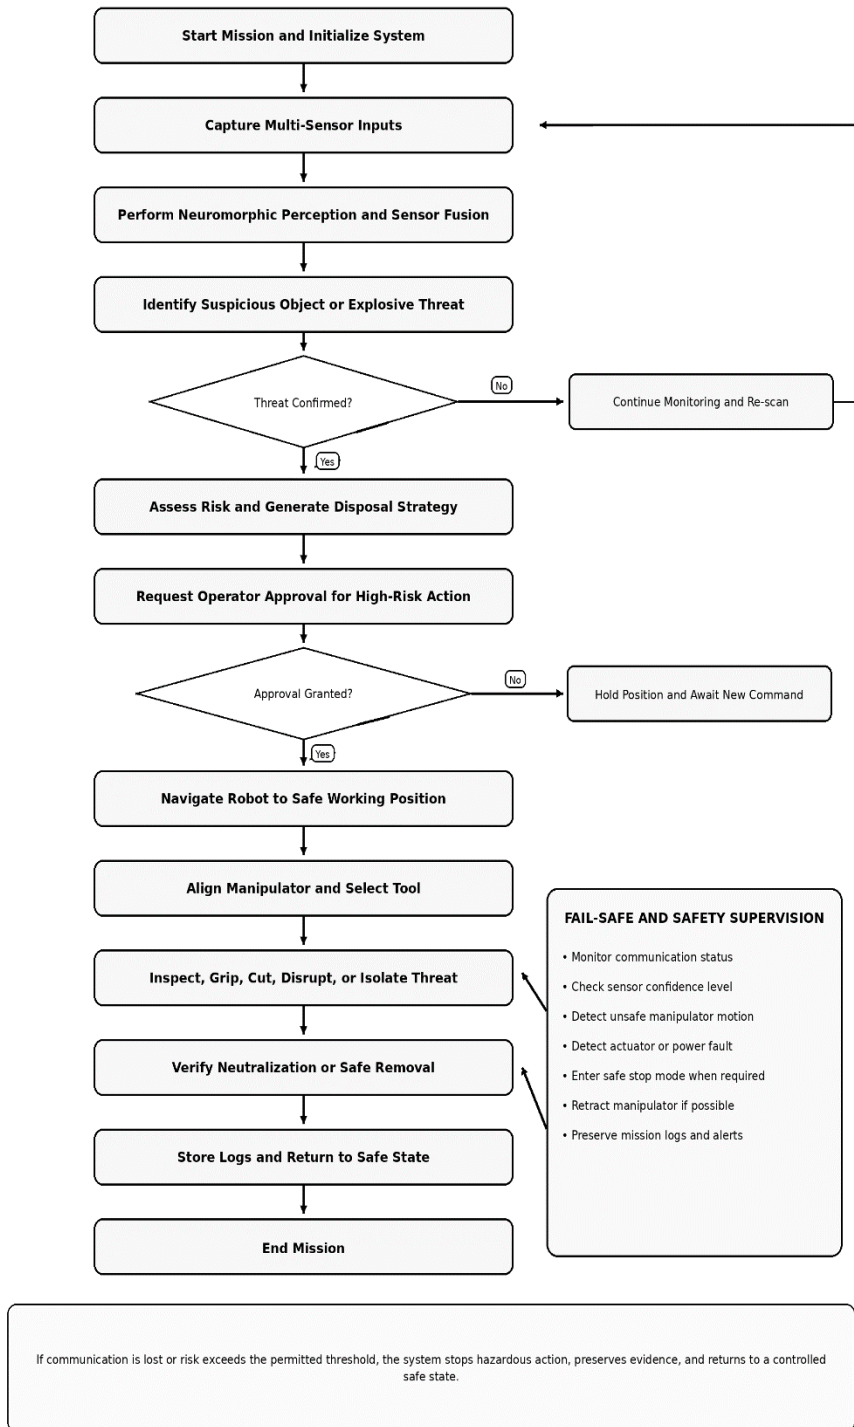 Start Mission and Initialize System
Capture Multi-Sensor Inputs
Perform Neuromorphic Perception and Sensor Fusion
Identify Suspicious Object or Explosive Threat
Threat Confirmed?
No
Continue Monitoring and Re-scan
Yes
Assess Risk and Generate Disposal Strategy
Request Operator Approval for High-Risk Action
Approval Granted?
No
Hold Position and Await New Command
Yes
Navigate Robot to Safe Working Position
Align Manipulator and Select Tool
Inspect, Grip, Cut, Disrupt, or Isolate Threat
Verify Neutralization or Safe Removal
Store Logs and Return to Safe State
End Mission
FAIL-SAFE AND SAFETY SUPERVISION
• Monitor communication status
• Check sensor confidence level
• Detect unsafe manipulator motion
• Detect actuator or power fault
• Enter safe stop mode when required
• Retract manipulator if possible
• Preserve mission logs and alerts
If communication is lost or risk exceeds the permitted threshold, the system stops hazardous action, preserves evidence, and returns to a controlled
safe state.